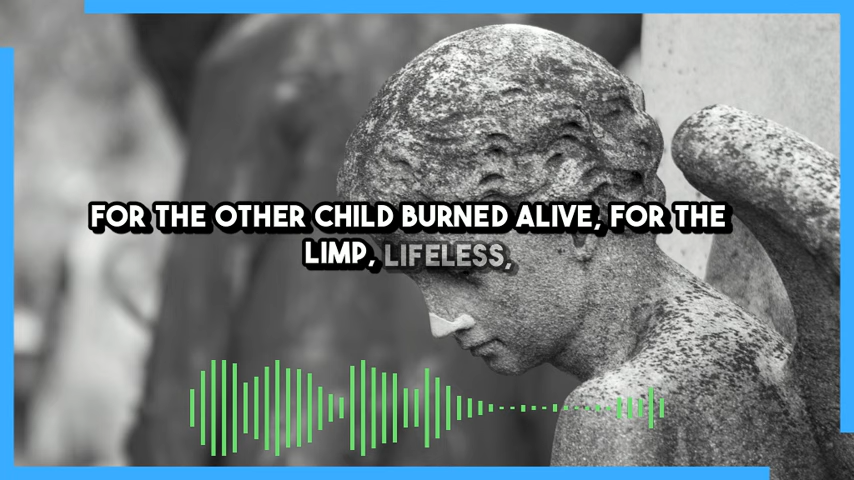 FOR THE OTHER CHILD BURNED ALIVE, FOR THE
LIMP, LIFELESS,